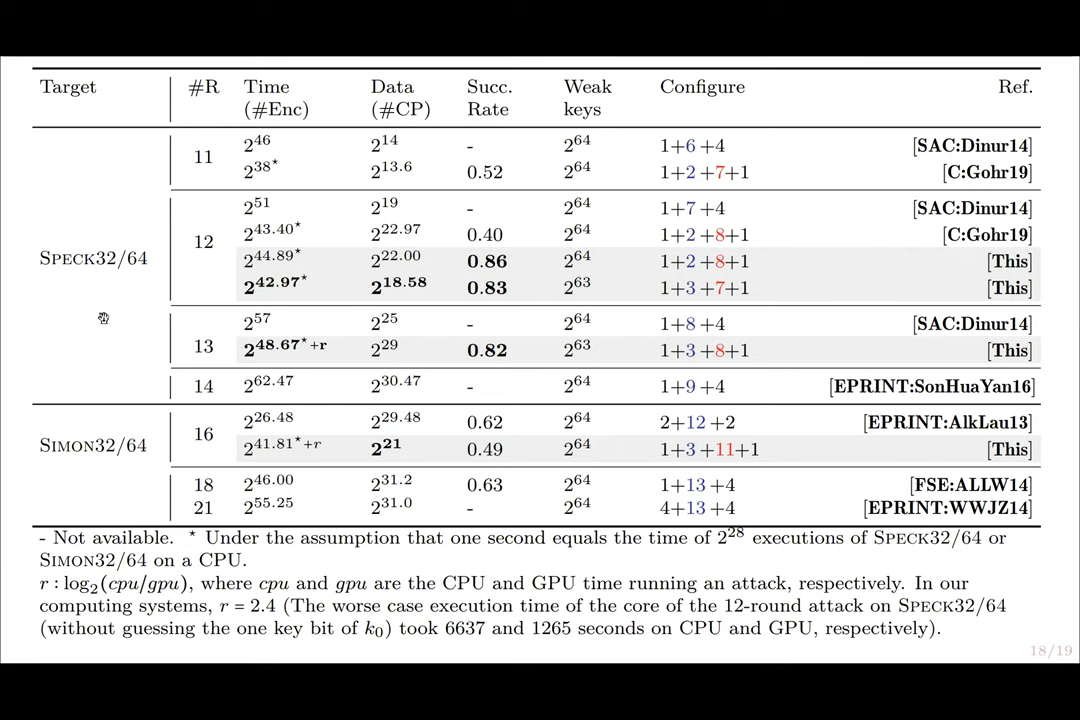 Target #R Time Data Succ. Weak Configure Ref.
(#Enc) (#CP) Rate keys
SPECK32/64
11
2^46 2^14 - 2^64 1+6+4 [SAC:Dinur14]
2^38* 2^13.6 0.52 2^64 1+2+7+1 [C:Gohr19]
12
2^51 2^19 - 2^64 1+7+4 [SAC:Dinur14]
2^43.40* 2^22.97 0.40 2^64 1+2+8+1 [C:Gohr19]
2^44.89* 2^22.00 0.86 2^64 1+2+8+1 [This]
2^42.97* 2^18.58 0.83 2^63 1+3+7+1 [This]
13
2^57 2^25 - 2^64 1+8+4 [SAC:Dinur14]
2^48.67*+r 2^29 0.82 2^63 1+3+8+1 [This]
14 2^62.47 2^30.47 - 2^64 1+9+4 [EPRINT:SonHuaYan16]
SIMON32/64
16
2^26.48 2^29.48 0.62 2^64 2+12+2 [EPRINT:AlkLau13]
2^41.81*+r 2^21 0.49 2^64 1+3+11+1 [This]
18 2^46.00 2^31.2 0.63 2^64 1+13+4 [FSE:ALLW14]
21 2^55.25 2^31.0 - 2^64 4+13+4 [EPRINT:WWJZ14]
- Not available. * Under the assumption that one second equals the time of 2^28 executions of SPECK32/64 or
SIMON32/64 on a CPU.
r : log₂(cpu/gpu), where cpu and gpu are the CPU and GPU time running an attack, respectively. In our
computing systems, r = 2.4 (The worse case execution time of the core of the 12-round attack on SPECK32/64
(without guessing the one key bit of k₀) took 6637 and 1265 seconds on CPU and GPU, respectively).
18/19